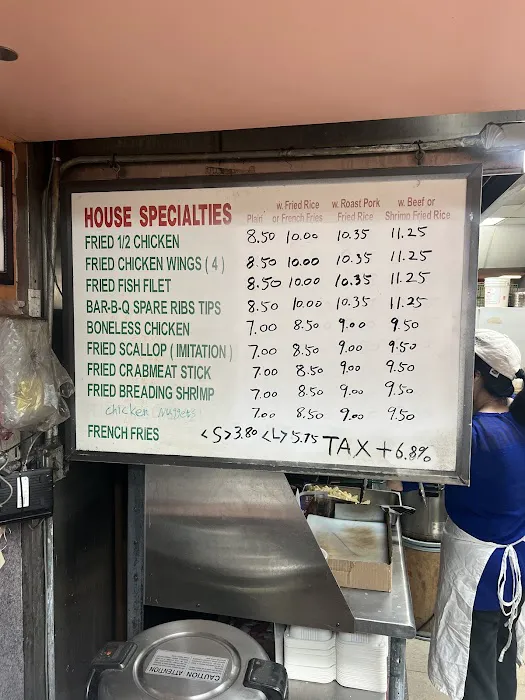 HOUSE SPECIALTIES Plain w. Fried Rice or French Fries w. Roast Pork Fried Rice w. Beef or Shrimp Fried Rice
FRIED 1/2 CHICKEN 8.50 10.00 10.35 11.25
FRIED CHICKEN WINGS ( 4 ) 8.50 10.00 10.35 11.25
FRIED FISH FILET 8.50 10.00 10.35 11.25
BAR-B-Q SPARE RIBS TIPS 8.50 10.00 10.35 11.25
BONELESS CHICKEN 7.00 8.50 9.00 9.50
FRIED SCALLOP ( IMITATION ) 7.00 8.50 9.00 9.50
FRIED CRABMEAT STICK 7.00 8.50 9.00 9.50
FRIED BREADING SHRIMP 7.00 8.50 9.00 9.50
chicken Nuggets 7.00 8.50 9.00 9.50
FRENCH FRIES <S> 3.80 <L> 5.75 TAX + 6.8%
CAUTION ATTENTION